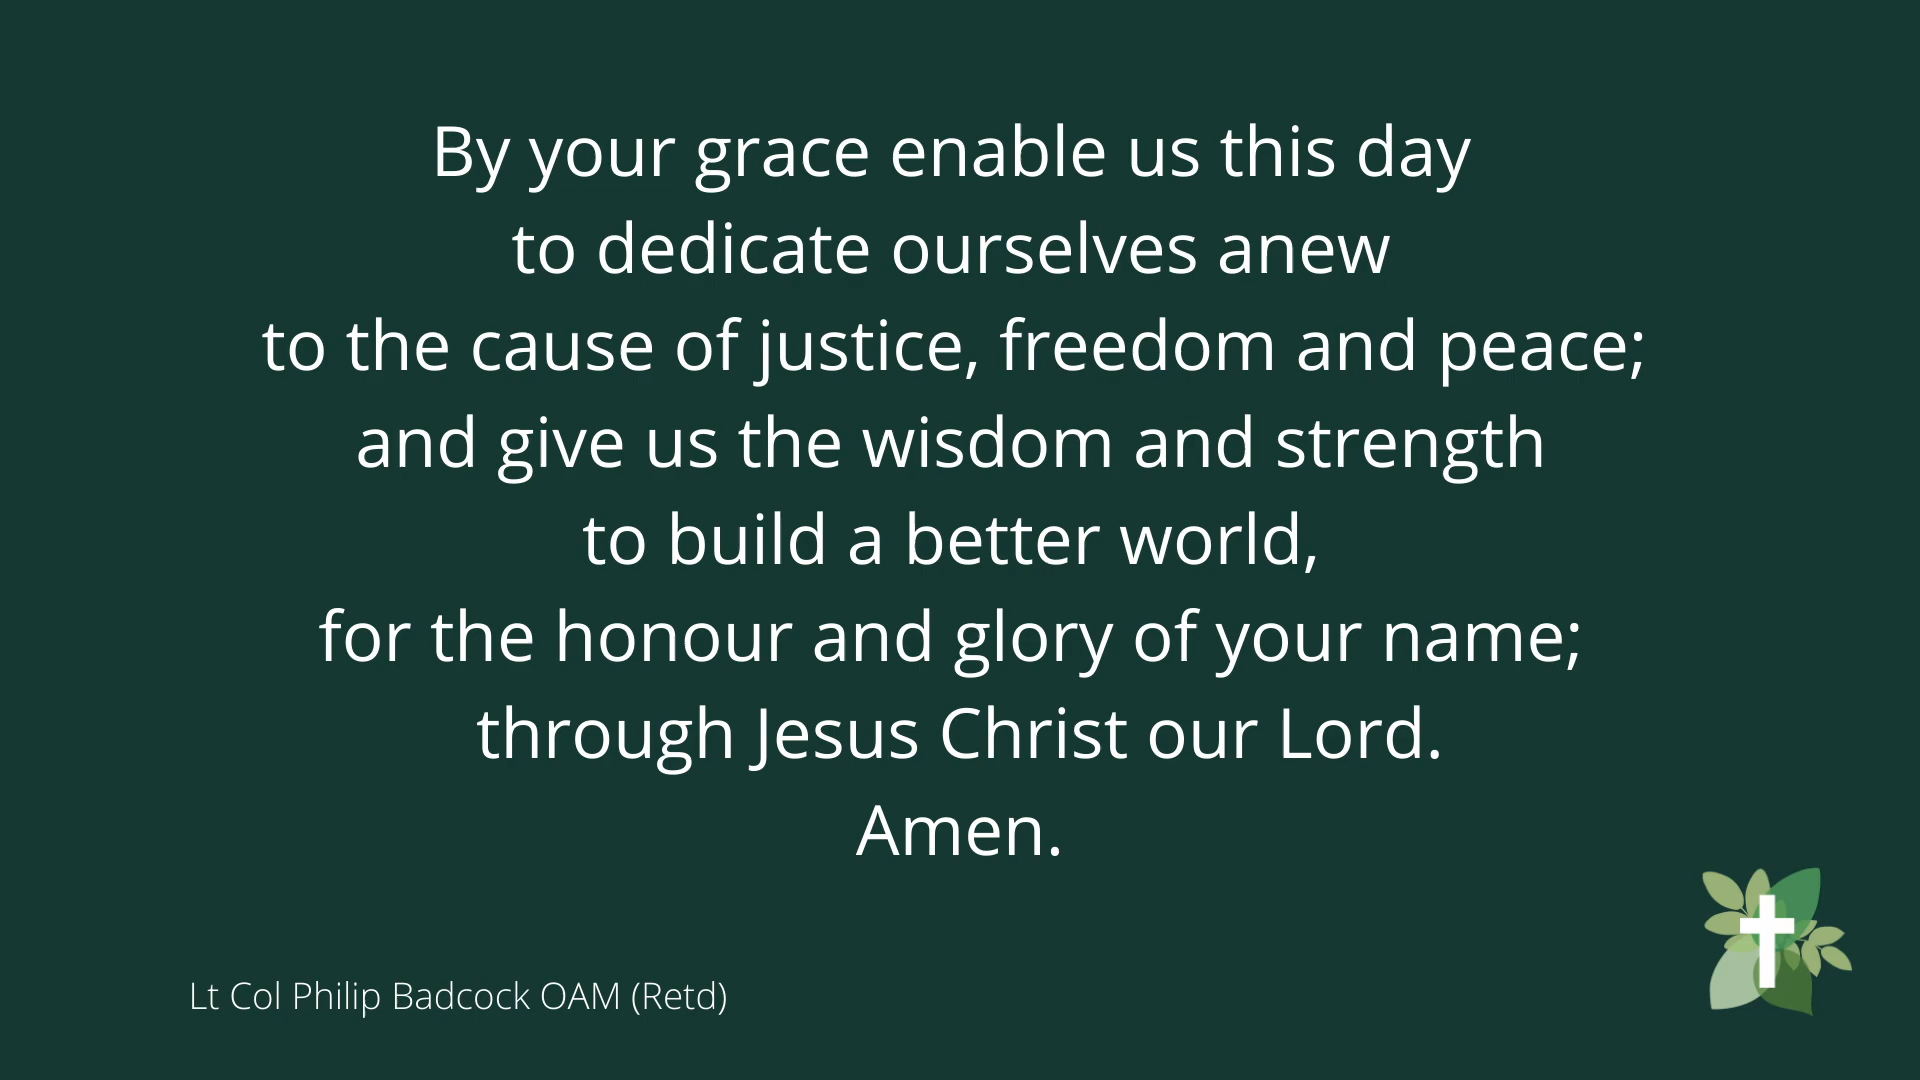 By your grace enable us this day
to dedicate ourselves anew
to the cause of justice, freedom and peace;
and give us the wisdom and strength
to build a better world,
for the honour and glory of your name;
through Jesus Christ our Lord.
Amen.
Lt Col Philip Badcock OAM (Retd)